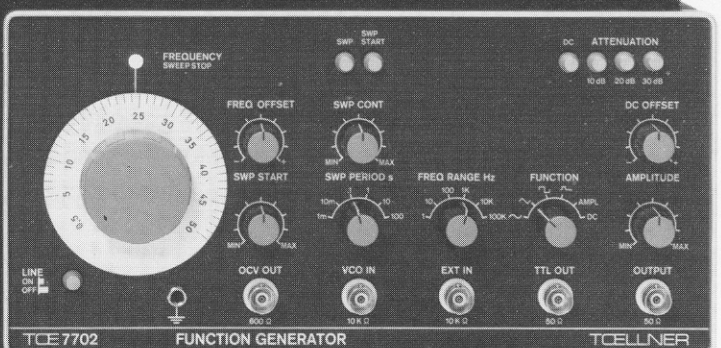 FREQUENCY
SWEEP STOP
SWP
SWP START
DC ATTENUATION
10 dB 20 dB 30 dB
0.5 5 10 15 20 25 30 35 40 45 50
FREQ OFFSET
- +
SWP CONT
MIN MAX
DC OFFSET
- +
SWP START
MIN MAX
SWP PERIOD s
1m 10m .1 1 10 100
FREQ RANGE Hz
1 10 100 1K 10K 100K
FUNCTION
AMPL
DC
AMPLITUDE
MIN MAX
LINE
ON
OFF
OCV OUT
600 Ω
VCO IN
10 K Ω
EXT IN
10 K Ω
TTL OUT
50 Ω
OUTPUT
50 Ω
TOE 7702 FUNCTION GENERATOR TOELLNER